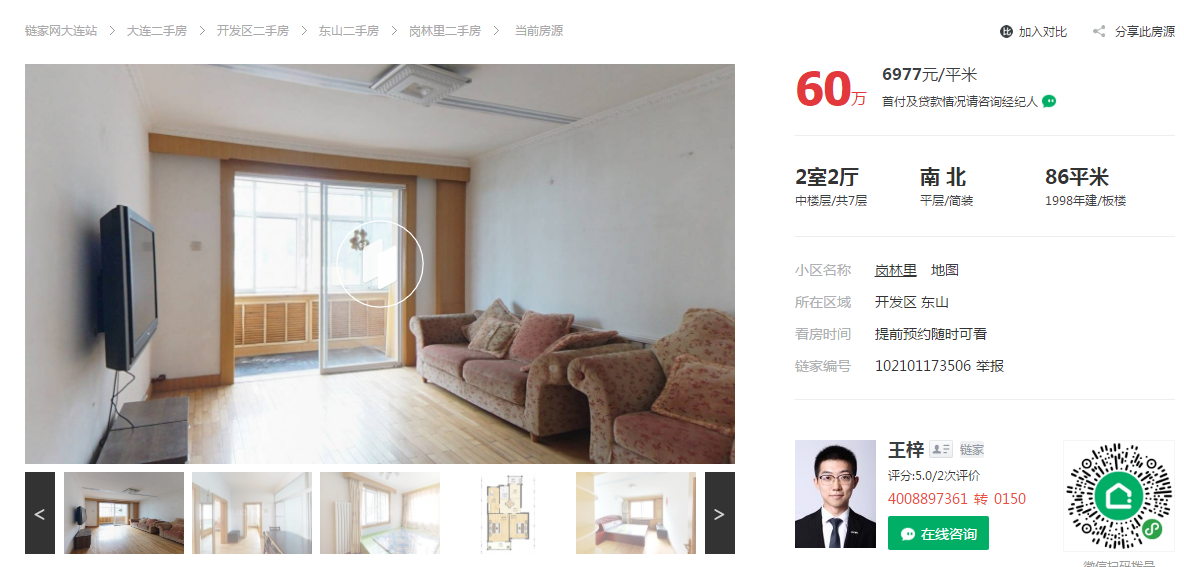 链家网大连站 > 大连二手房 > 开发区二手房 > 东山二手房 > 岗林里二手房 > 当前房源
比 加入对比 分享此房源
60万
6977元/平米
首付及贷款情况请咨询经纪人
2室2厅 南 北 86平米
中楼层/共7层 平层/简装 1998年建/板楼
小区名称 岗林里 地图
所在区域 开发区 东山
看房时间 提前预约随时可看
链家编号 102101173506 举报
王梓 链家
评分:5.0/2次评价
4008897361 转 0150
在线咨询
< >
微信扫码拨号